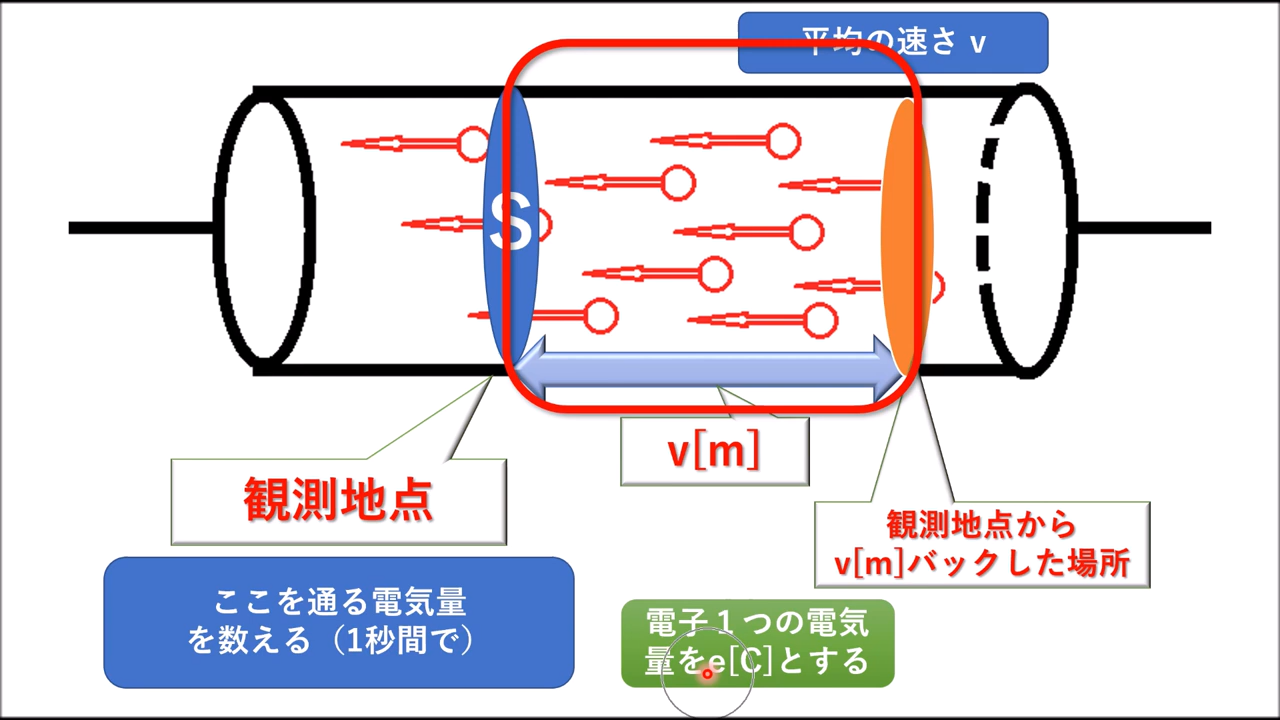 平均の速さ v
S
v[m]
観測地点
観測地点から
v[m]バックした場所
ここを通る電気量
を数える（1秒間で）
電子１つの電気
量をe[C]とする